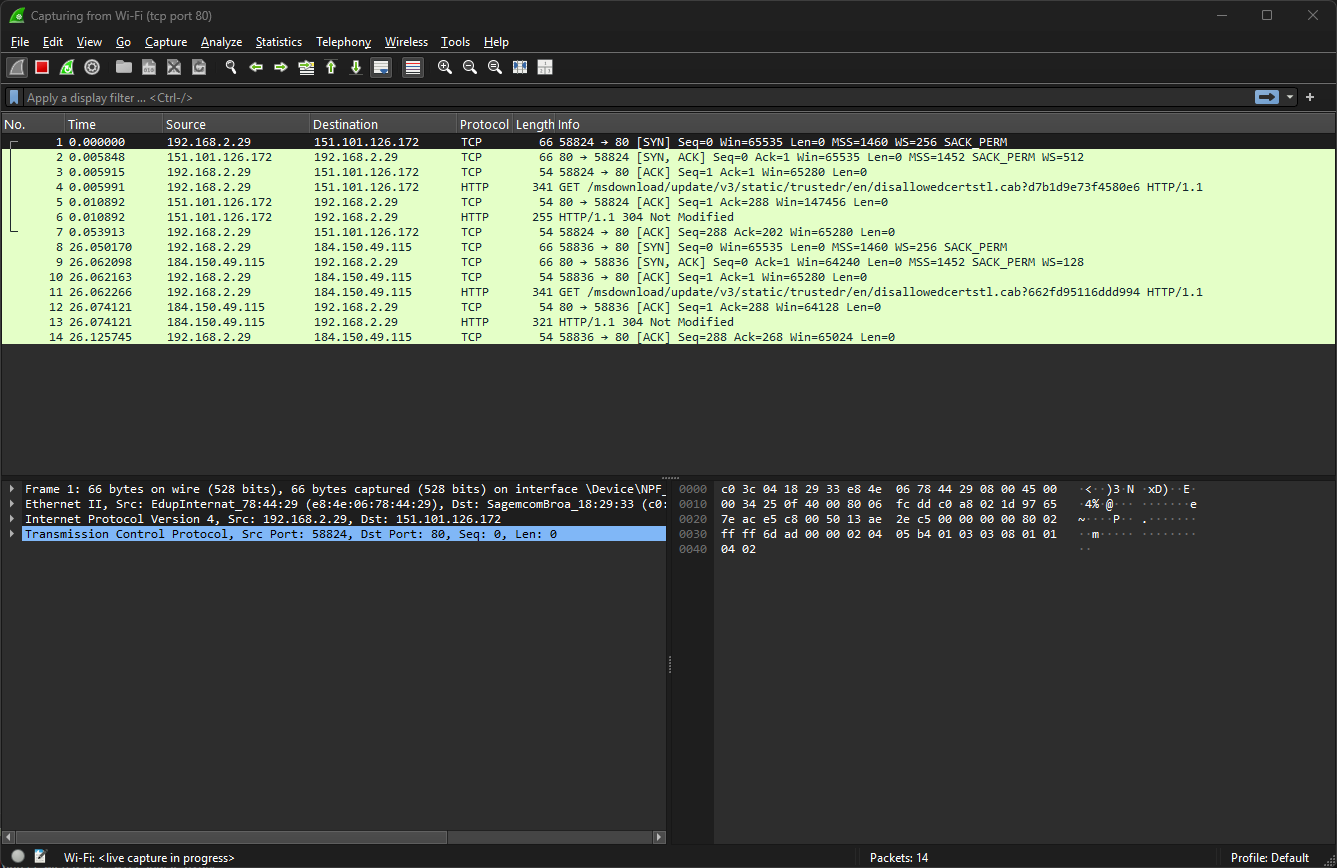 Capturing from Wi-Fi (tcp port 80)
File Edit View Go Capture Analyze Statistics Telephony Wireless Tools Help
Apply a display filter ... <Ctrl-/>
No. Time Source Destination Protocol Length Info
1 0.000000 192.168.2.29 151.101.126.172 TCP 66 58824 → 80 [SYN] Seq=0 Win=65535 Len=0 MSS=1460 WS=256 SACK_PERM
2 0.005848 151.101.126.172 192.168.2.29 TCP 66 80 → 58824 [SYN, ACK] Seq=0 Ack=1 Win=65535 Len=0 MSS=1452 SACK_PERM WS=512
3 0.005915 192.168.2.29 151.101.126.172 TCP 54 58824 → 80 [ACK] Seq=1 Ack=1 Win=65280 Len=0
4 0.005991 192.168.2.29 151.101.126.172 HTTP 341 GET /msdownload/update/v3/static/trustedr/en/disallowedcertstl.cab?d7b1d9e73f4580e6 HTTP/1.1
5 0.010892 151.101.126.172 192.168.2.29 TCP 54 80 → 58824 [ACK] Seq=1 Ack=288 Win=147456 Len=0
6 0.010892 151.101.126.172 192.168.2.29 HTTP 255 HTTP/1.1 304 Not Modified
7 0.053913 192.168.2.29 151.101.126.172 TCP 54 58824 → 80 [ACK] Seq=288 Ack=202 Win=65280 Len=0
8 26.050170 192.168.2.29 184.150.49.115 TCP 66 58836 → 80 [SYN] Seq=0 Win=65535 Len=0 MSS=1460 WS=256 SACK_PERM
9 26.062098 184.150.49.115 192.168.2.29 TCP 66 80 → 58836 [SYN, ACK] Seq=0 Ack=1 Win=64240 Len=0 MSS=1452 SACK_PERM WS=128
10 26.062163 192.168.2.29 184.150.49.115 TCP 54 58836 → 80 [ACK] Seq=1 Ack=1 Win=65280 Len=0
11 26.062266 192.168.2.29 184.150.49.115 HTTP 341 GET /msdownload/update/v3/static/trustedr/en/disallowedcertstl.cab?662fd95116ddd994 HTTP/1.1
12 26.074121 184.150.49.115 192.168.2.29 TCP 54 80 → 58836 [ACK] Seq=1 Ack=288 Win=64128 Len=0
13 26.074121 184.150.49.115 192.168.2.29 HTTP 321 HTTP/1.1 304 Not Modified
14 26.125745 192.168.2.29 184.150.49.115 TCP 54 58836 → 80 [ACK] Seq=288 Ack=268 Win=65024 Len=0
Frame 1: 66 bytes on wire (528 bits), 66 bytes captured (528 bits) on interface \Device\NPF_
Ethernet II, Src: EdupInternat_78:44:29 (e8:4e:06:78:44:29), Dst: SagemcomBroa_18:29:33 (c0:
Internet Protocol Version 4, Src: 192.168.2.29, Dst: 151.101.126.172
Transmission Control Protocol, Src Port: 58824, Dst Port: 80, Seq: 0, Len: 0
0000 c0 3c 04 18 29 33 e8 4e 06 78 44 29 08 00 45 00 ·<··)3·N ·xD)··E·
0010 00 34 25 0f 40 00 80 06 fc dd c0 a8 02 1d 97 65 ·4%·@··· ·······e
0020 7e ac e5 c8 00 50 13 ae 2e c5 00 00 00 00 80 02 ~····P·· .·······
0030 ff ff 6d ad 00 00 02 04 05 b4 01 03 03 08 01 01 ··m····· ········
0040 04 02 ··
Wi-Fi: <live capture in progress> Packets: 14 Profile: Default